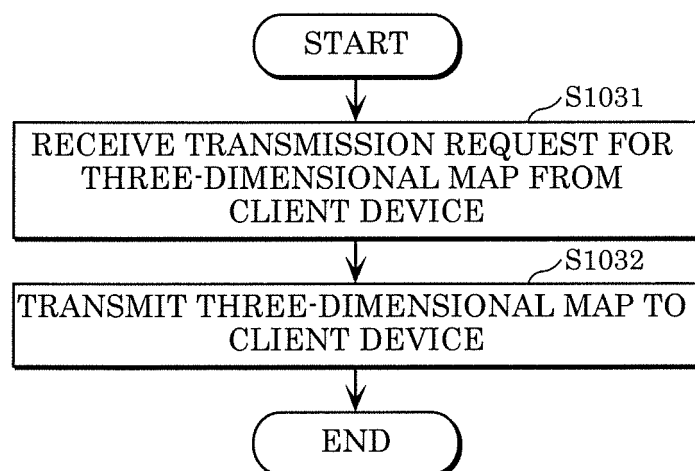 START
S1031
RECEIVE TRANSMISSION REQUEST FOR
THREE-DIMENSIONAL MAP FROM
CLIENT DEVICE
S1032
TRANSMIT THREE-DIMENSIONAL MAP TO
CLIENT DEVICE
END